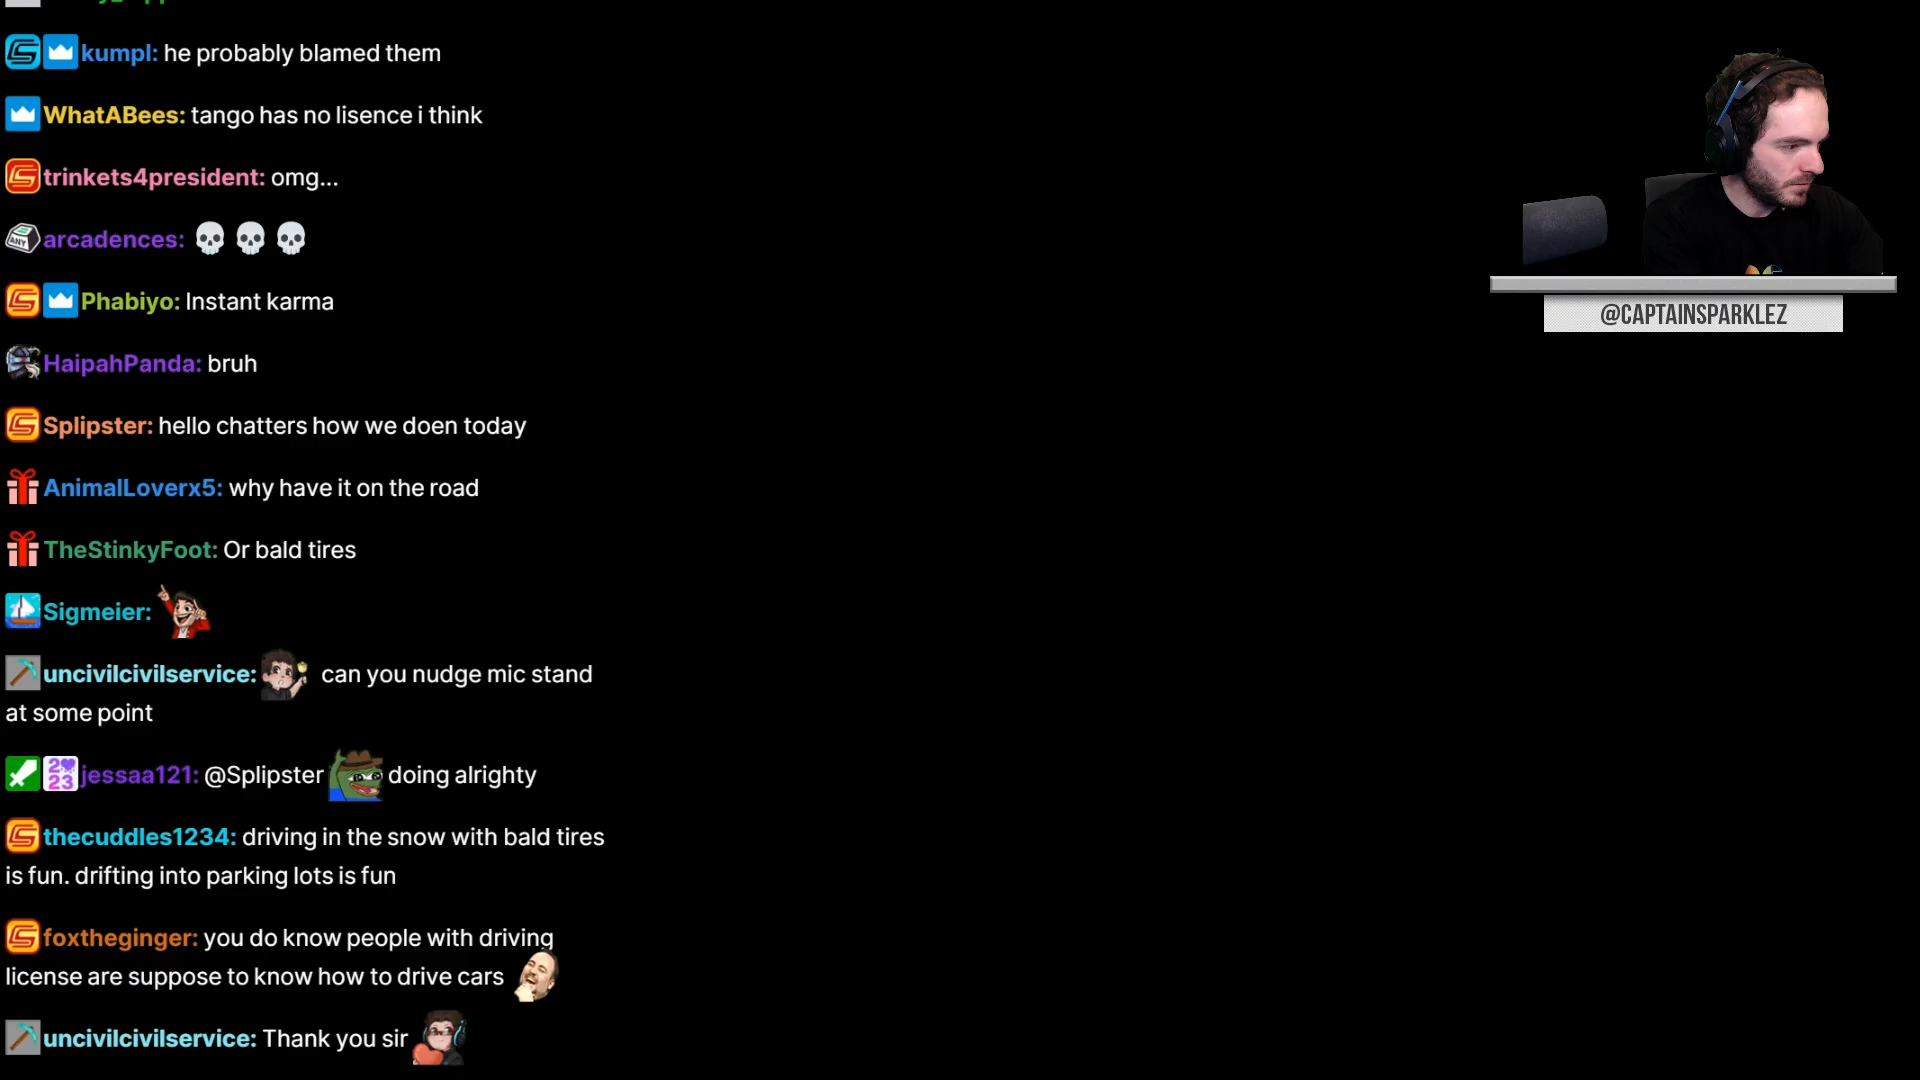 kumpl: he probably blamed them
WhatABees: tango has no lisence i think
trinkets4president: omg...
ANY
arcadences:
Phabiyo: Instant karma
HaipahPanda: bruh
Splipster: hello chatters how we doen today
AnimalLoverx5: why have it on the road
TheStinkyFoot: Or bald tires
Sigmeier:
uncivilcivilservice: can you nudge mic stand
at some point
2023
jessaa121: @Splipster doing alrighty
thecuddles1234: driving in the snow with bald tires
is fun. drifting into parking lots is fun
foxtheginger: you do know people with driving
license are suppose to know how to drive cars
uncivilcivilservice: Thank you sir
@CAPTAINSPARKLEZ